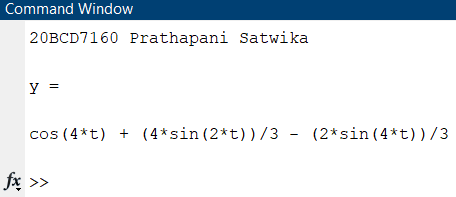 Command Window
20BCD7160 Prathapani Satwika
y =
cos(4*t) + (4*sin(2*t))/3 - (2*sin(4*t))/3
fx >>